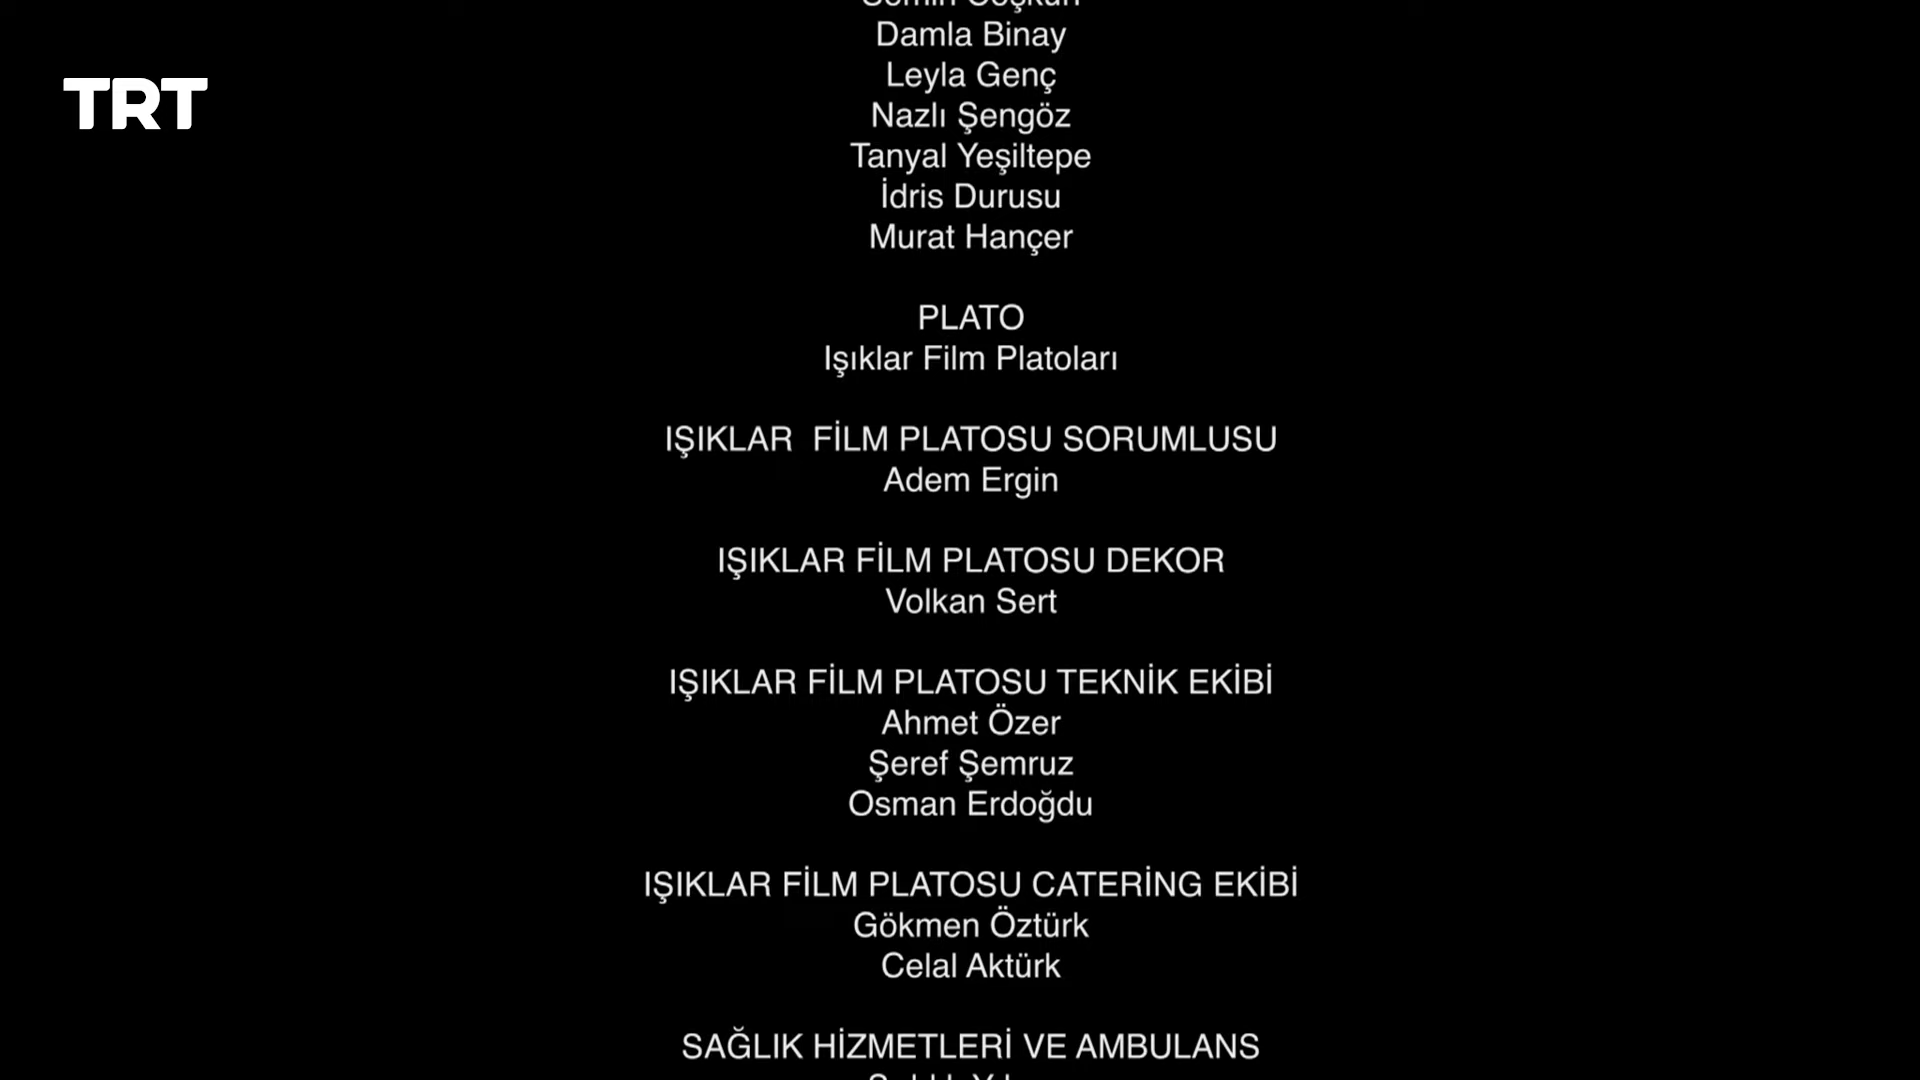 TRT
Damla Binay
Leyla Genç
Nazlı Şengöz
Tanyal Yeşiltepe
İdris Durusu
Murat Hançer
PLATO
Işıklar Film Platoları
IŞIKLAR  FİLM PLATOSU SORUMLUSU
Adem Ergin
IŞIKLAR FİLM PLATOSU DEKOR
Volkan Sert
IŞIKLAR FİLM PLATOSU TEKNİK EKİBİ
Ahmet Özer
Şeref Şemruz
Osman Erdoğdu
IŞIKLAR FİLM PLATOSU CATERİNG EKİBİ
Gökmen Öztürk
Celal Aktürk
SAĞLIK HİZMETLERİ VE AMBULANS